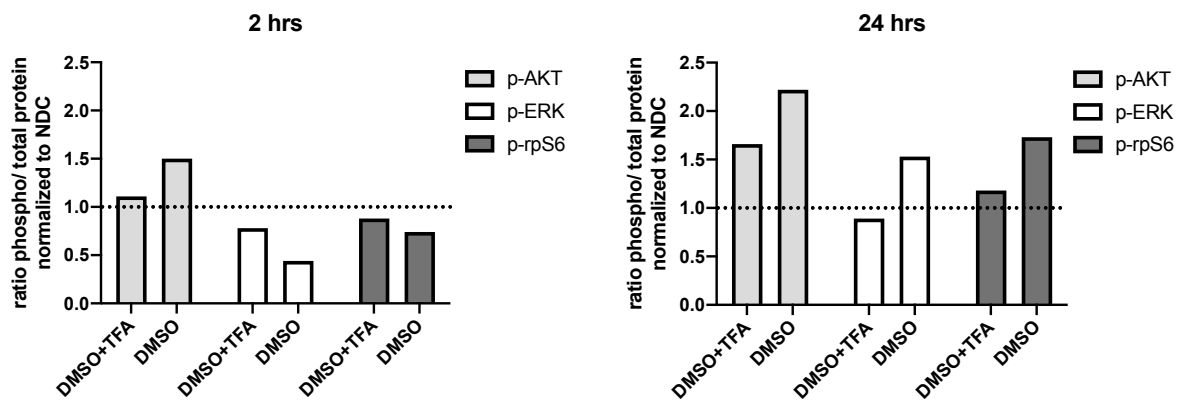 2 hrs
ratio phospho/ total protein
normalized to NDC
2.5
2.0
1.5
1.0
0.5
0.0
DMSO+TFA
DMSO
DMSO+TFA
DMSO
DMSO+TFA
DMSO
p-AKT
p-ERK
p-rpS6
24 hrs
ratio phospho/ total protein
normalized to NDC
2.5
2.0
1.5
1.0
0.5
0.0
DMSO+TFA
DMSO
DMSO+TFA
DMSO
DMSO+TFA
DMSO
p-AKT
p-ERK
p-rpS6